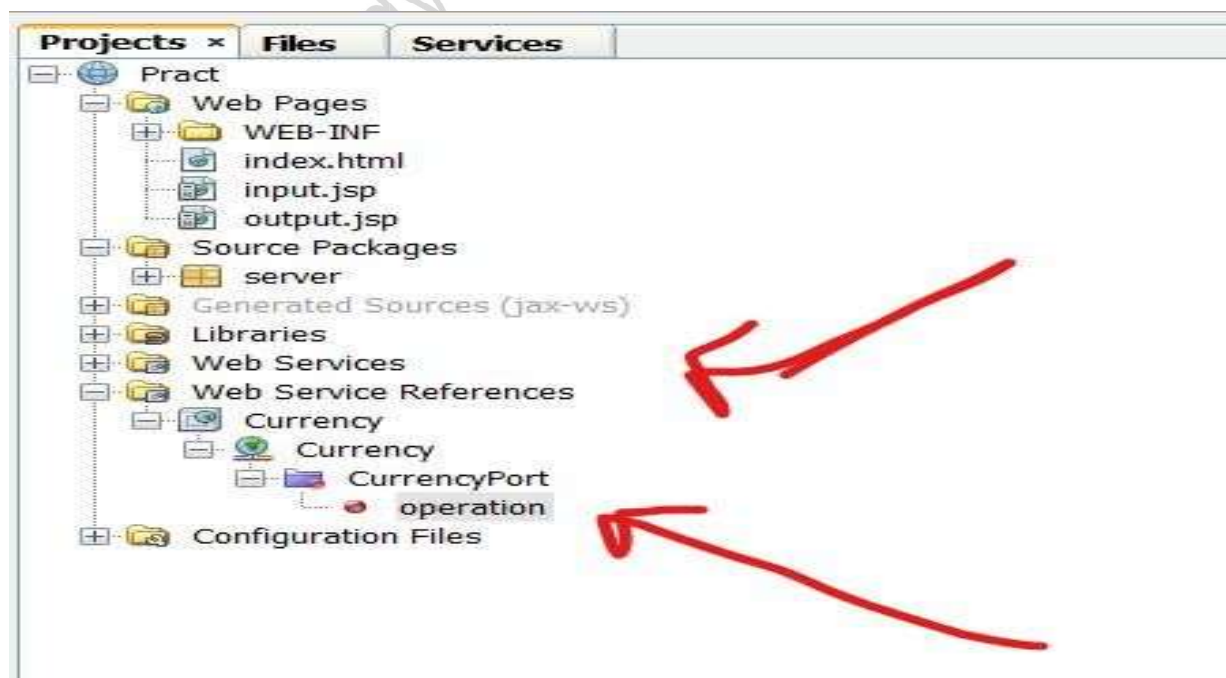 Projects × Files Services
Pract
Web Pages
WEB-INF
index.html
input.jsp
output.jsp
Source Packages
server
Generated Sources (jax-ws)
Libraries
Web Services
Web Service References
Currency
Currency
CurrencyPort
operation
Configuration Files